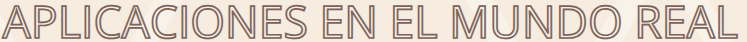 APLICACIONES EN EL MUNDO REAL